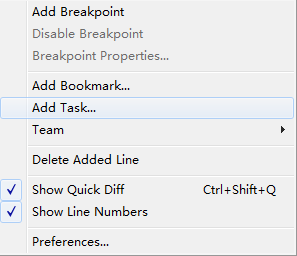 Add Breakpoint
Disable Breakpoint
Breakpoint Properties...
Add Bookmark...
Add Task...
Team
Delete Added Line
Show Quick Diff Ctrl+Shift+Q
Show Line Numbers
Preferences...